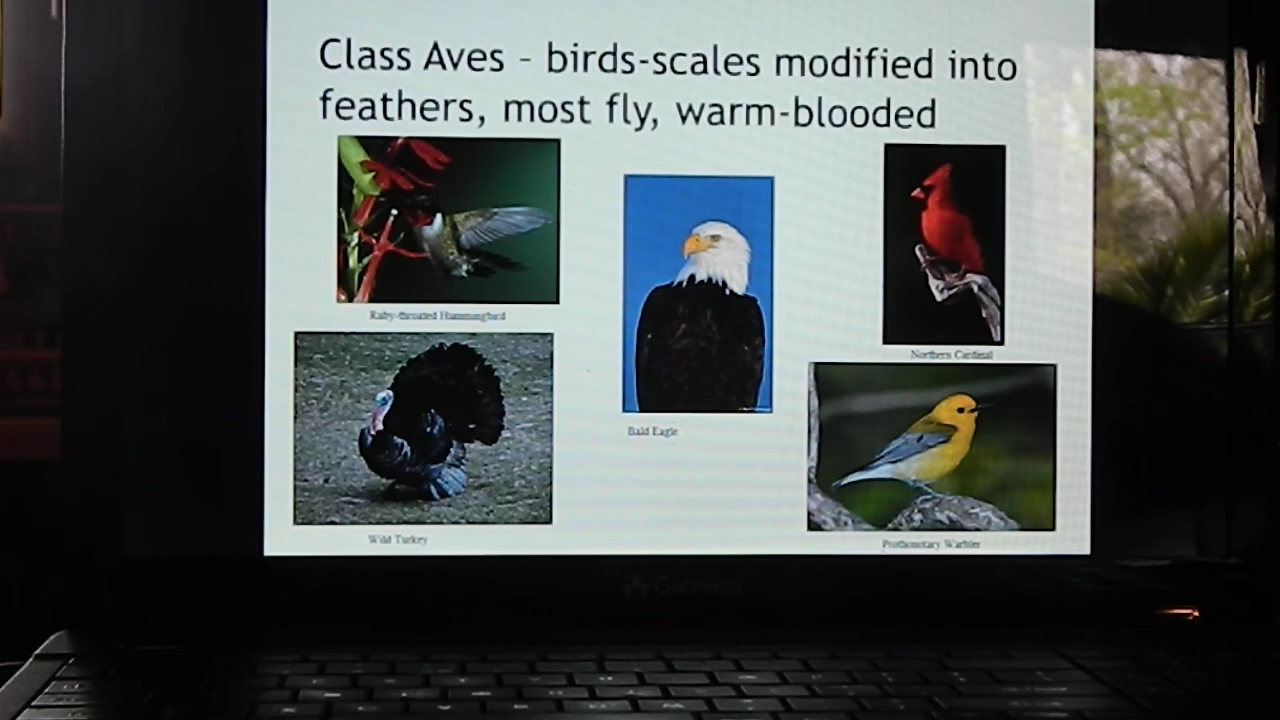 Class Aves – birds-scales modified into
feathers, most fly, warm-blooded
Ruby-throated Hummingbird
Northern Cardinal
Bald Eagle
Wild Turkey
Prothonotary Warbler
Gateway